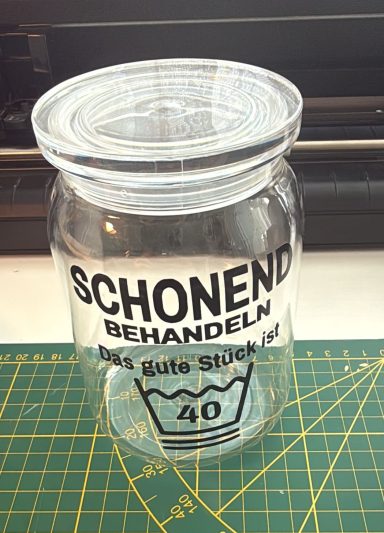 SCHONEND
BEHANDELN
Das gute Stück ist
40